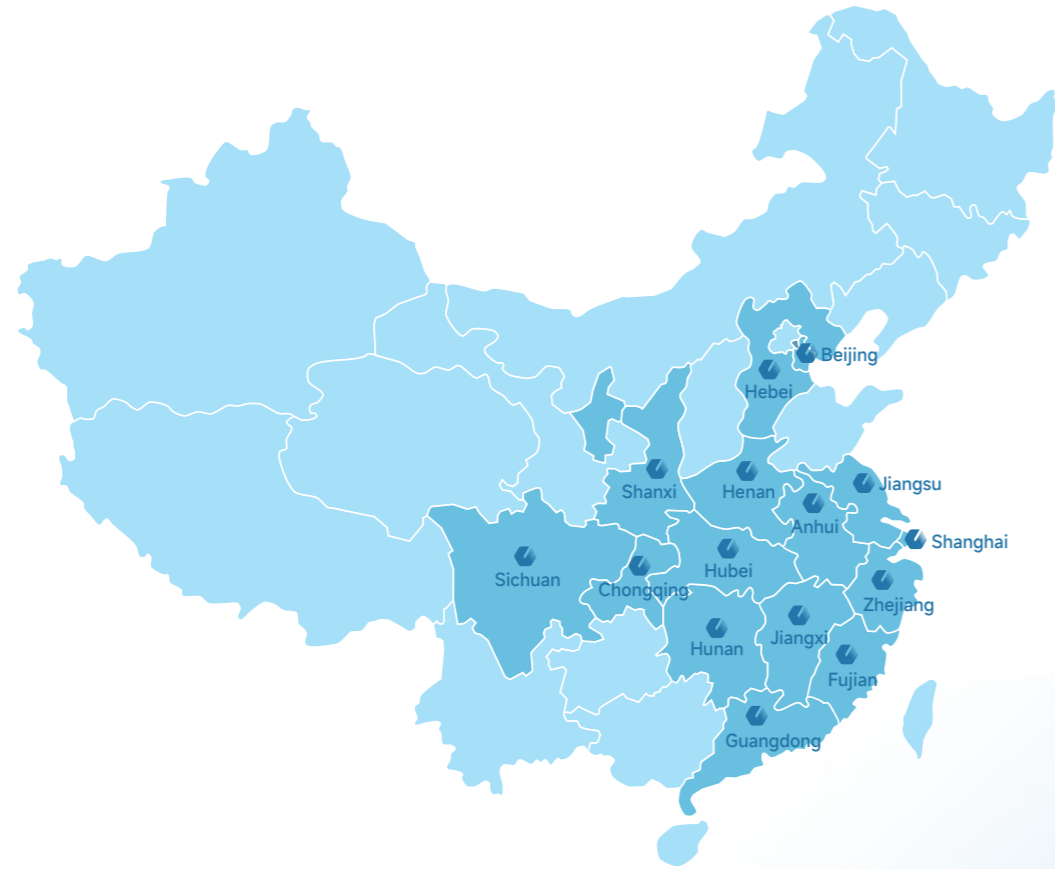 Beijing
Hebei
Shanxi
Henan
Jiangsu
Anhui
Shanghai
Sichuan
Chongqing
Hubei
Zhejiang
Hunan
Jiangxi
Fujian
Guangdong